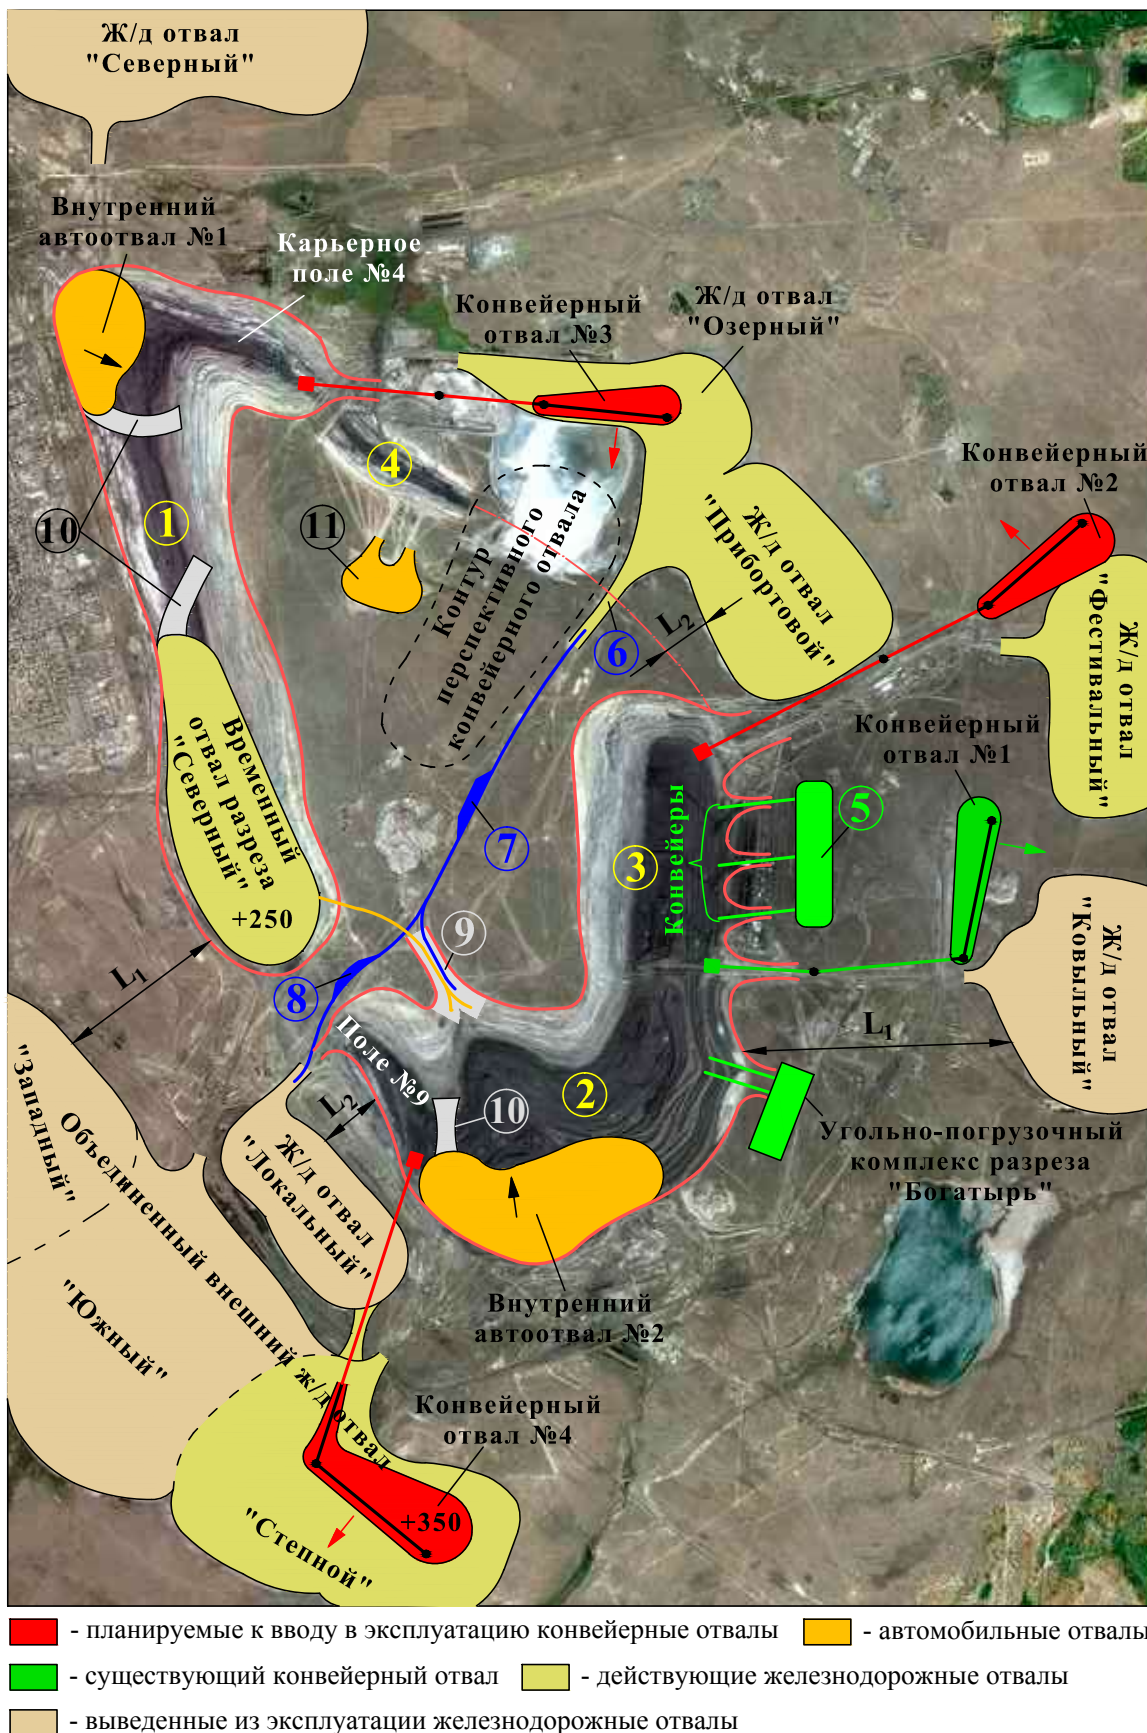 Ж/д отвал
"Северный"
Внутренний
автоотвал №1
Карьерное
поле №4
Конвейерный
отвал №3
Ж/д отвал
"Озерный"
Конвейерный
отвал №2
4
10
1
11
Контур
перспективного
конвейерного отвала
Ж/д отвал
"Прибортовой"
L2
6
Ж/д отвал
"Фестивальный"
Временный
отвал разреза
"Северный"
+250
Конвейерный
отвал №1
7
3
Конвейеры
5
9
8
L1
Ж/д отвал
"Ковыльный"
L1
Поле №9
2
10
L2
"Западный"
Объединенный внешний ж/д отвал
Ж/д отвал
"Локальный"
Угольно-погрузочный
комплекс разреза
"Богатырь"
"Южный"
Внутренний
автоотвал №2
Конвейерный
отвал №4
+350
"Степной"
- планируемые к вводу в эксплуатацию конвейерные отвалы
- автомобильные отвалы
- существующий конвейерный отвал
- действующие железнодорожные отвалы
- выведенные из эксплуатации железнодорожные отвалы